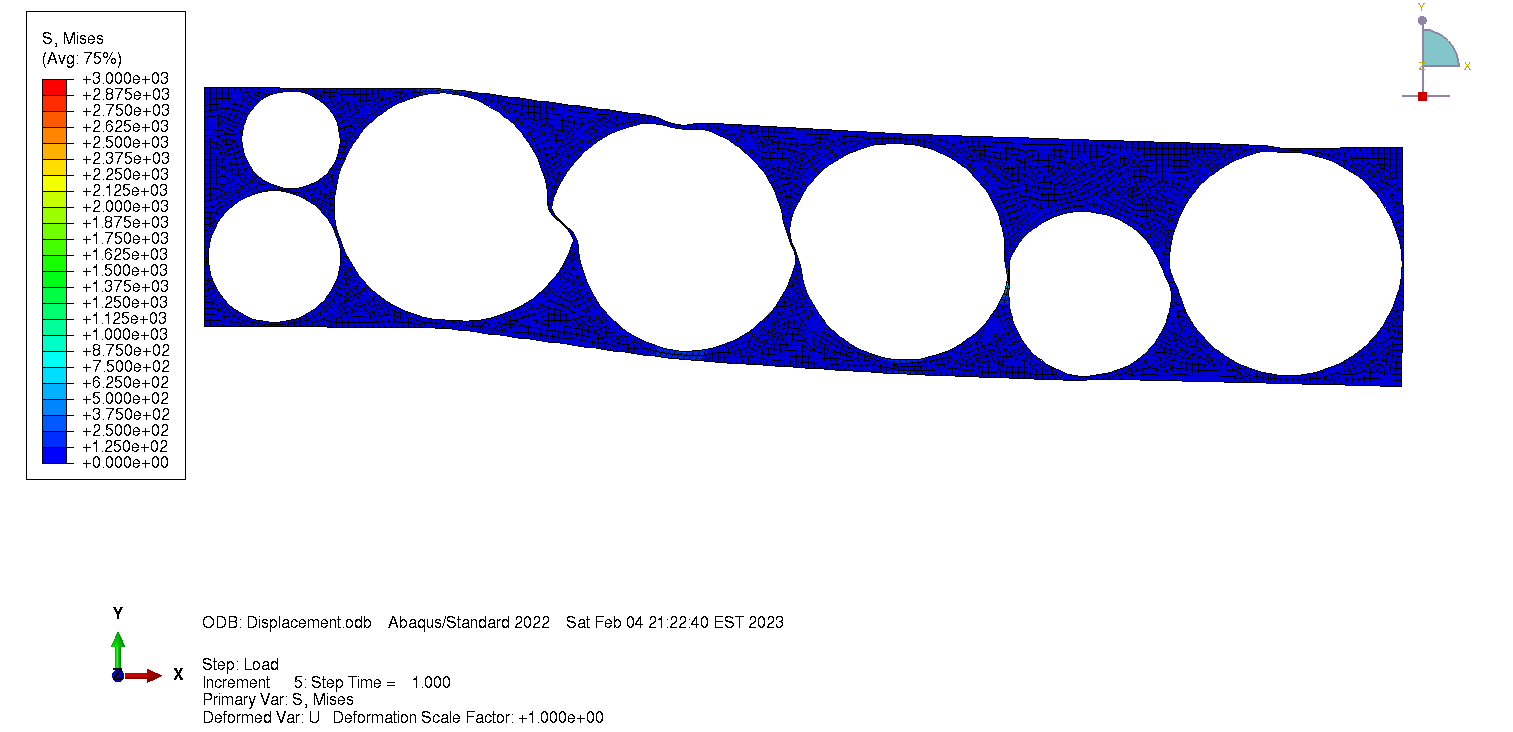 S, Mises
(Avg: 75%)
+3.000e+03
+2.875e+03
+2.750e+03
+2.625e+03
+2.500e+03
+2.375e+03
+2.250e+03
+2.125e+03
+2.000e+03
+1.875e+03
+1.750e+03
+1.625e+03
+1.500e+03
+1.375e+03
+1.250e+03
+1.125e+03
+1.000e+03
+8.750e+02
+7.500e+02
+6.250e+02
+5.000e+02
+3.750e+02
+2.500e+02
+1.250e+02
+0.000e+00
Y
Z X
Y
Z X
ODB: Displacement.odb Abaqus/Standard 2022 Sat Feb 04 21:22:40 EST 2023
Step: Load
Increment 5: Step Time = 1.000
Primary Var: S, Mises
Deformed Var: U Deformation Scale Factor: +1.000e+00